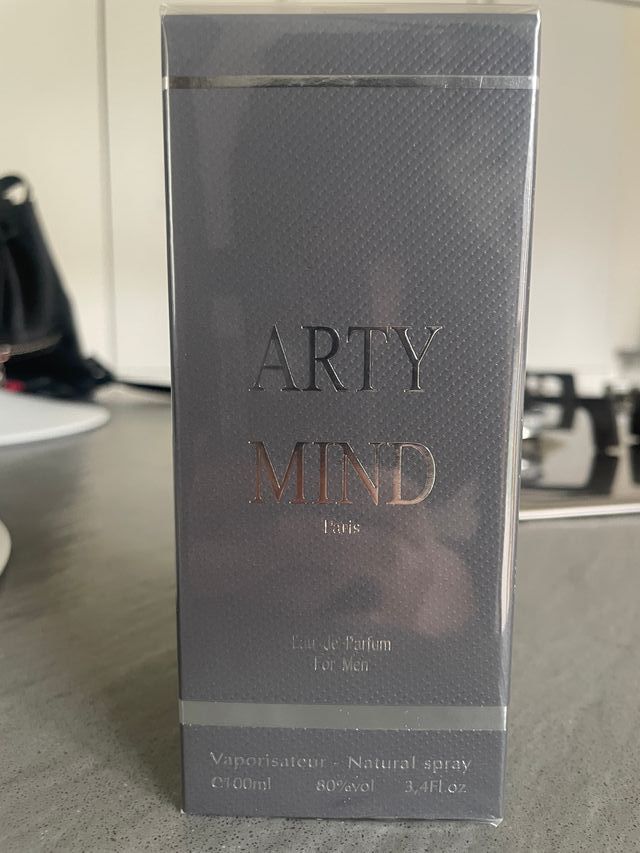 ARTY
MIND
Paris
Eau de Parfum
For Men
Vaporisateur - Natural spray
℮100ml 80%vol 3,4Fl.oz